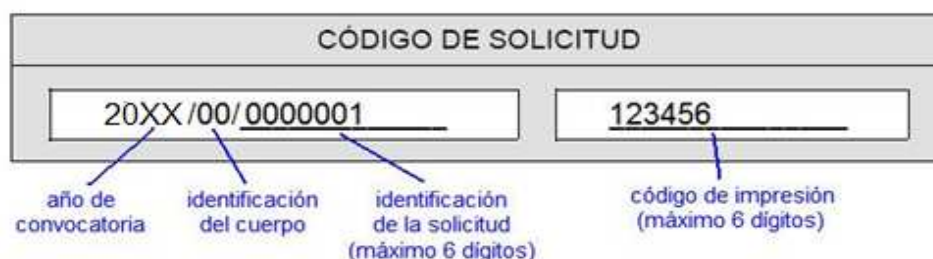 CÓDIGO DE SOLICITUD
20XX/00/0000001 123456
año de convocatoria
identificación del cuerpo
identificación de la solicitud (máximo 6 dígitos)
código de impresión (máximo 6 dígitos)